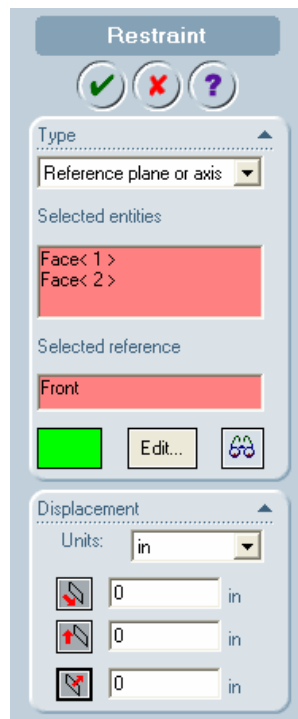 Restraint
?
Type
Reference plane or axis
Selected entities
Face< 1 >
Face< 2 >
Selected reference
Front
Edit...
Displacement
Units: in
0 in
0 in
0 in